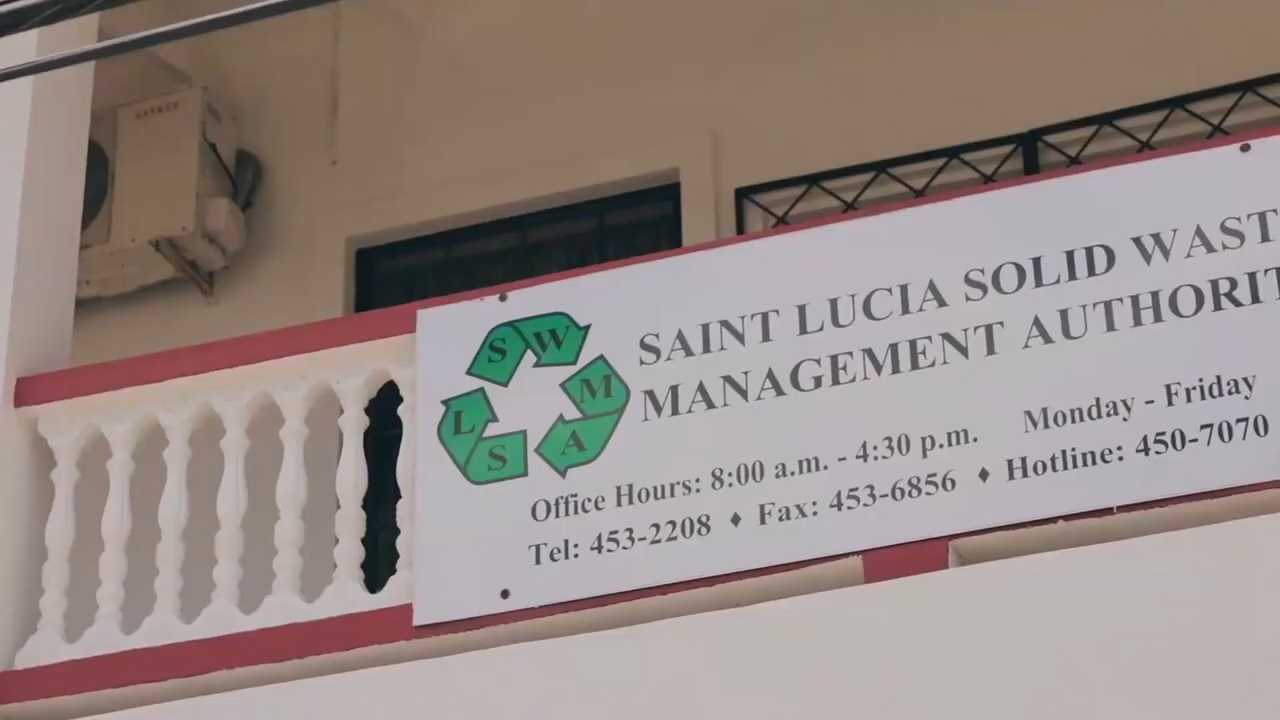 S W
M
A
S
L
SAINT LUCIA SOLID WAST
MANAGEMENT AUTHORIT
Office Hours: 8:00 a.m. - 4:30 p.m. Monday - Friday
Tel: 453-2208 ♦ Fax: 453-6856 ♦ Hotline: 450-7070